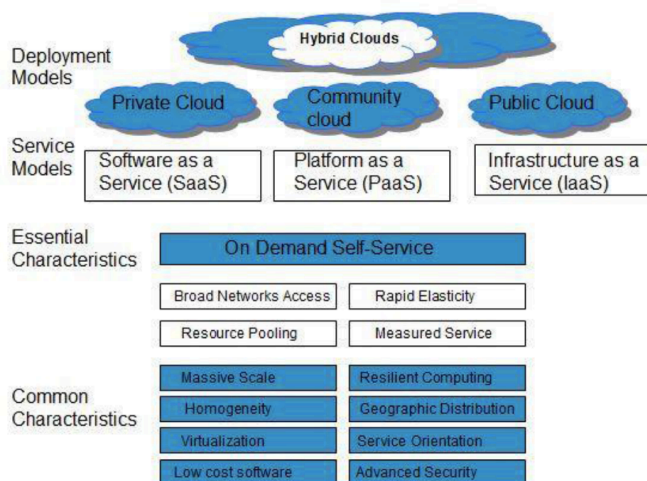 Hybrid Clouds
Deployment
Models
Private Cloud
Community
cloud
Public Cloud
Service
Models
Software as a
Service (SaaS)
Platform as a
Service (PaaS)
Infrastructure as a
Service (IaaS)
Essential
Characteristics
On Demand Self-Service
Broad Networks Access
Rapid Elasticity
Resource Pooling
Measured Service
Common
Characteristics
Massive Scale
Resilient Computing
Homogeneity
Geographic Distribution
Virtualization
Service Orientation
Low cost software
Advanced Security